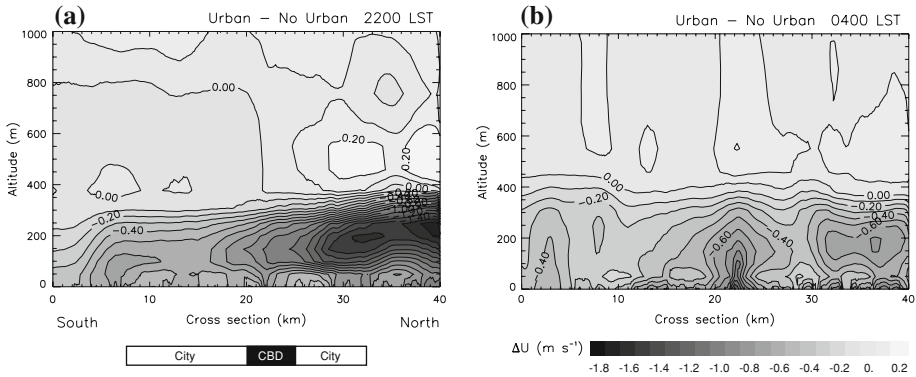 (a) Urban – No Urban 2200 LST
1000
800
600
400
200
0
Altitude (m)
0.00
0.20
0.20
0.00
0.00
−0.20
−0.40
0 10 20 30 40
South Cross section (km) North
City CBD City
(b) Urban – No Urban 0400 LST
1000
800
600
400
200
0
Altitude (m)
0.00
−0.20
0.00
−0.20
−0.40
−0.60
−0.40
−0.60
−0.40
0 10 20 30 40
Cross section (km)
ΔU (m s⁻¹)
-1.8 -1.6 -1.4 -1.2 -1.0 -0.8 -0.6 -0.4 -0.2 0. 0.2